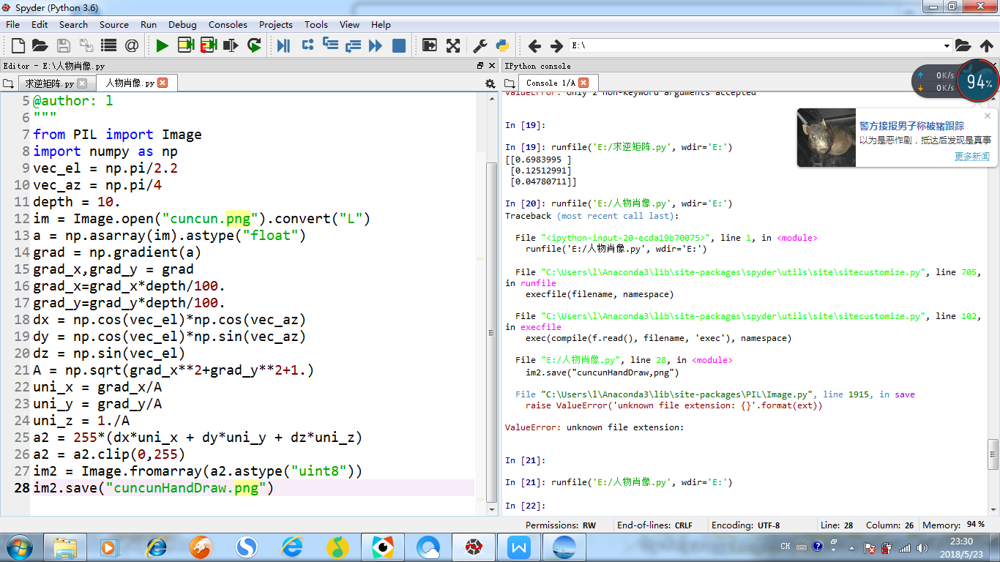 Spyder (Python 3.6)
File Edit Search Source Run Debug Consoles Projects Tools View Help
E:\
Editor - E:\人物肖像.py
求逆矩阵.py 人物肖像.py
5 @author: l
6 """
7 from PIL import Image
8 import numpy as np
9 vec_el = np.pi/2.2
10 vec_az = np.pi/4
11 depth = 10.
12 im = Image.open("cuncun.png").convert("L")
13 a = np.asarray(im).astype("float")
14 grad = np.gradient(a)
15 grad_x,grad_y = grad
16 grad_x=grad_x*depth/100.
17 grad_y=grad_y*depth/100.
18 dx = np.cos(vec_el)*np.cos(vec_az)
19 dy = np.cos(vec_el)*np.sin(vec_az)
20 dz = np.sin(vec_el)
21 A = np.sqrt(grad_x**2+grad_y**2+1.)
22 uni_x = grad_x/A
23 uni_y = grad_y/A
24 uni_z = 1./A
25 a2 = 255*(dx*uni_x + dy*uni_y + dz*uni_z)
26 a2 = a2.clip(0,255)
27 im2 = Image.fromarray(a2.astype("uint8"))
28 im2.save("cuncunHandDraw.png")
IPython console
Console 1/A
ValueError: only 2 non-keyword arguments accepted
In [19]:
In [19]: runfile('E:/求逆矩阵.py', wdir='E:')
[[0.6983995 ]
[0.12512991]
[0.04780711]]
In [20]: runfile('E:/人物肖像.py', wdir='E:')
Traceback (most recent call last):
File "<ipython-input-20-ecda19b70075>", line 1, in <module>
runfile('E:/人物肖像.py', wdir='E:')
File "C:\Users\l\Anaconda3\lib\site-packages\spyder\utils\site\sitecustomize.py", line 705,
in runfile
execfile(filename, namespace)
File "C:\Users\l\Anaconda3\lib\site-packages\spyder\utils\site\sitecustomize.py", line 102,
in execfile
exec(compile(f.read(), filename, 'exec'), namespace)
File "E:/人物肖像.py", line 28, in <module>
im2.save("cuncunHandDraw,png")
File "C:\Users\l\Anaconda3\lib\site-packages\PIL\Image.py", line 1915, in save
raise ValueError('unknown file extension: {}'.format(ext))
ValueError: unknown file extension:
In [21]:
In [21]: runfile('E:/人物肖像.py', wdir='E:')
In [22]:
0K/s
0K/s
94%
警方接报男子称被猪跟踪
以为是恶作剧，抵达后发现是真事
更多新闻
Permissions: RW End-of-lines: CRLF Encoding: UTF-8 Line: 28 Column: 26 Memory: 94 %
CH
23:30
2018/5/23